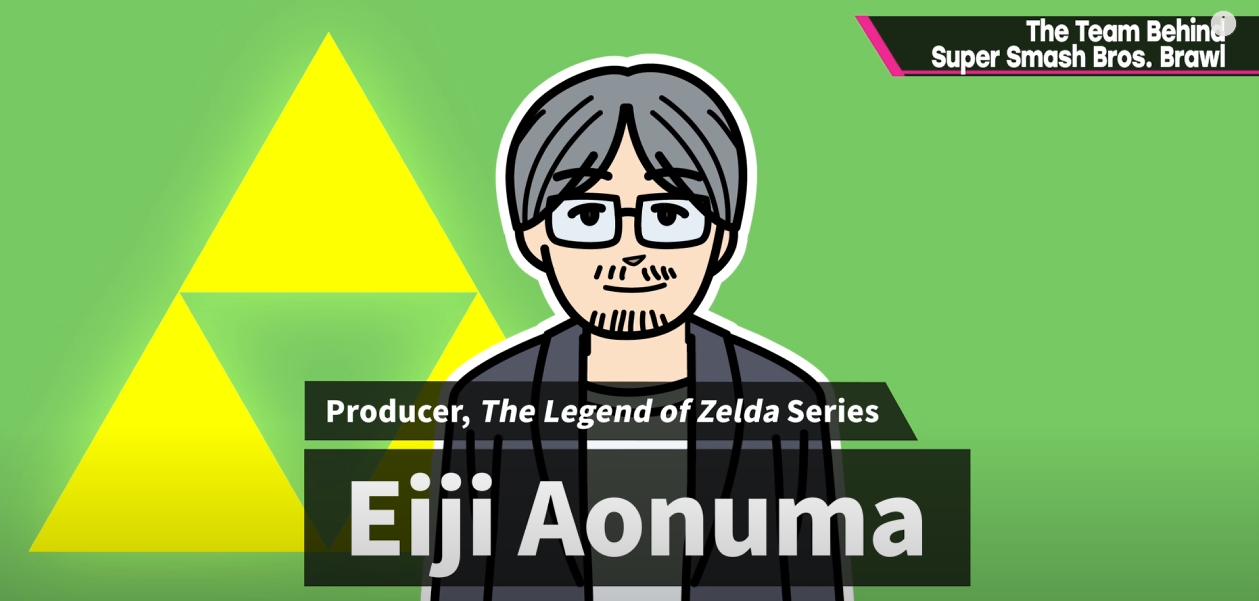 The Team Behind
Super Smash Bros. Brawl
Producer, The Legend of Zelda Series
Eiji Aonuma